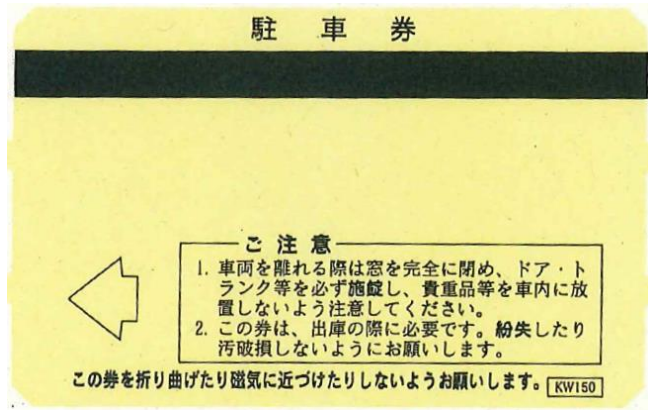 駐車券
ご注意
1. 車両を離れる際は窓を完全に閉め、ドア・ト
ランク等を必ず施錠し、貴重品等を車内に放
置しないよう注意してください。
2. この券は、出庫の際に必要です。紛失したり
汚破損しないようにお願いします。
この券を折り曲げたり磁気に近づけたりしないようお願いします。 KW150